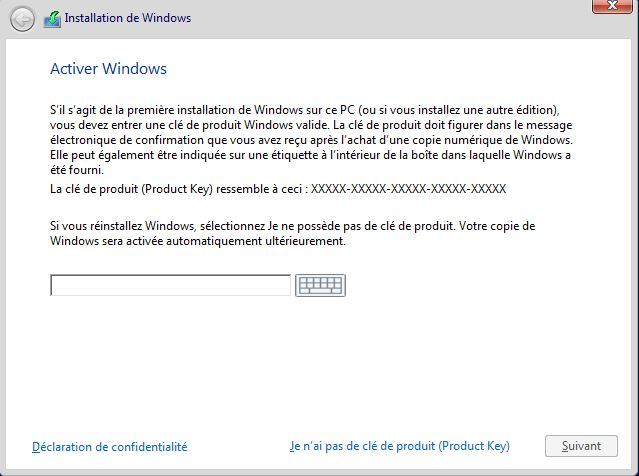 Installation de Windows
Activer Windows
S'il s'agit de la première installation de Windows sur ce PC (ou si vous installez une autre édition),
vous devez entrer une clé de produit Windows valide. La clé de produit doit figurer dans le message
électronique de confirmation que vous avez reçu après l'achat d'une copie numérique de Windows.
Elle peut également être indiquée sur une étiquette à l'intérieur de la boîte dans laquelle Windows a
été fourni.
La clé de produit (Product Key) ressemble à ceci : XXXXX-XXXXX-XXXXX-XXXXX-XXXXX
Si vous réinstallez Windows, sélectionnez Je ne possède pas de clé de produit. Votre copie de
Windows sera activée automatiquement ultérieurement.
Déclaration de confidentialité
Je n'ai pas de clé de produit (Product Key)
Suivant